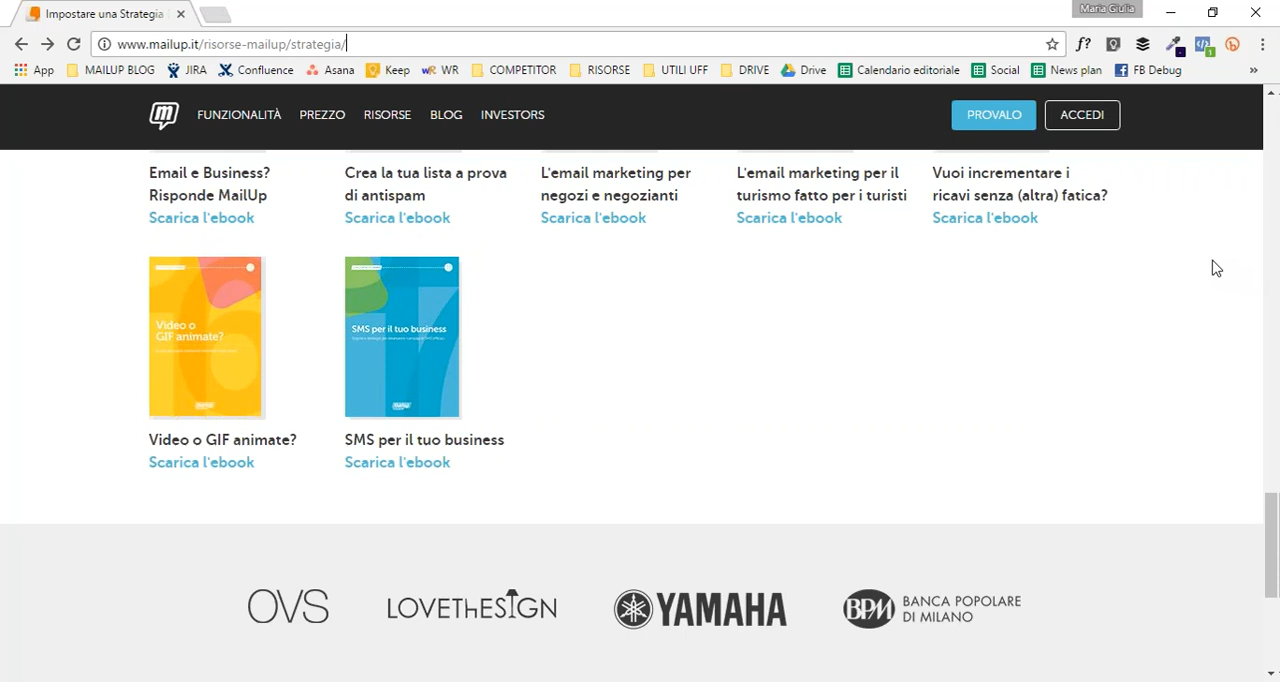 Impostare una Strategia
Maria Giulia
www.mailup.it/risorse-mailup/strategia/
f?
App MAILUP BLOG JIRA Confluence Asana Keep WR WR COMPETITOR RISORSE UTILI UFF DRIVE Drive Calendario editoriale Social News plan FB Debug »
m FUNZIONALITÀ PREZZO RISORSE BLOG INVESTORS PROVALO ACCEDI
Email e Business?
Risponde MailUp
Scarica l'ebook
Crea la tua lista a prova
di antispam
Scarica l'ebook
L'email marketing per
negozi e negozianti
Scarica l'ebook
L'email marketing per il
turismo fatto per i turisti
Scarica l'ebook
Vuoi incrementare i
ricavi senza (altra) fatica?
Scarica l'ebook
Video o
GIF animate?
SMS per il tuo business
Video o GIF animate?
Scarica l'ebook
SMS per il tuo business
Scarica l'ebook
OVS LOVETHESIGN YAMAHA BPM BANCA POPOLARE
DI MILANO